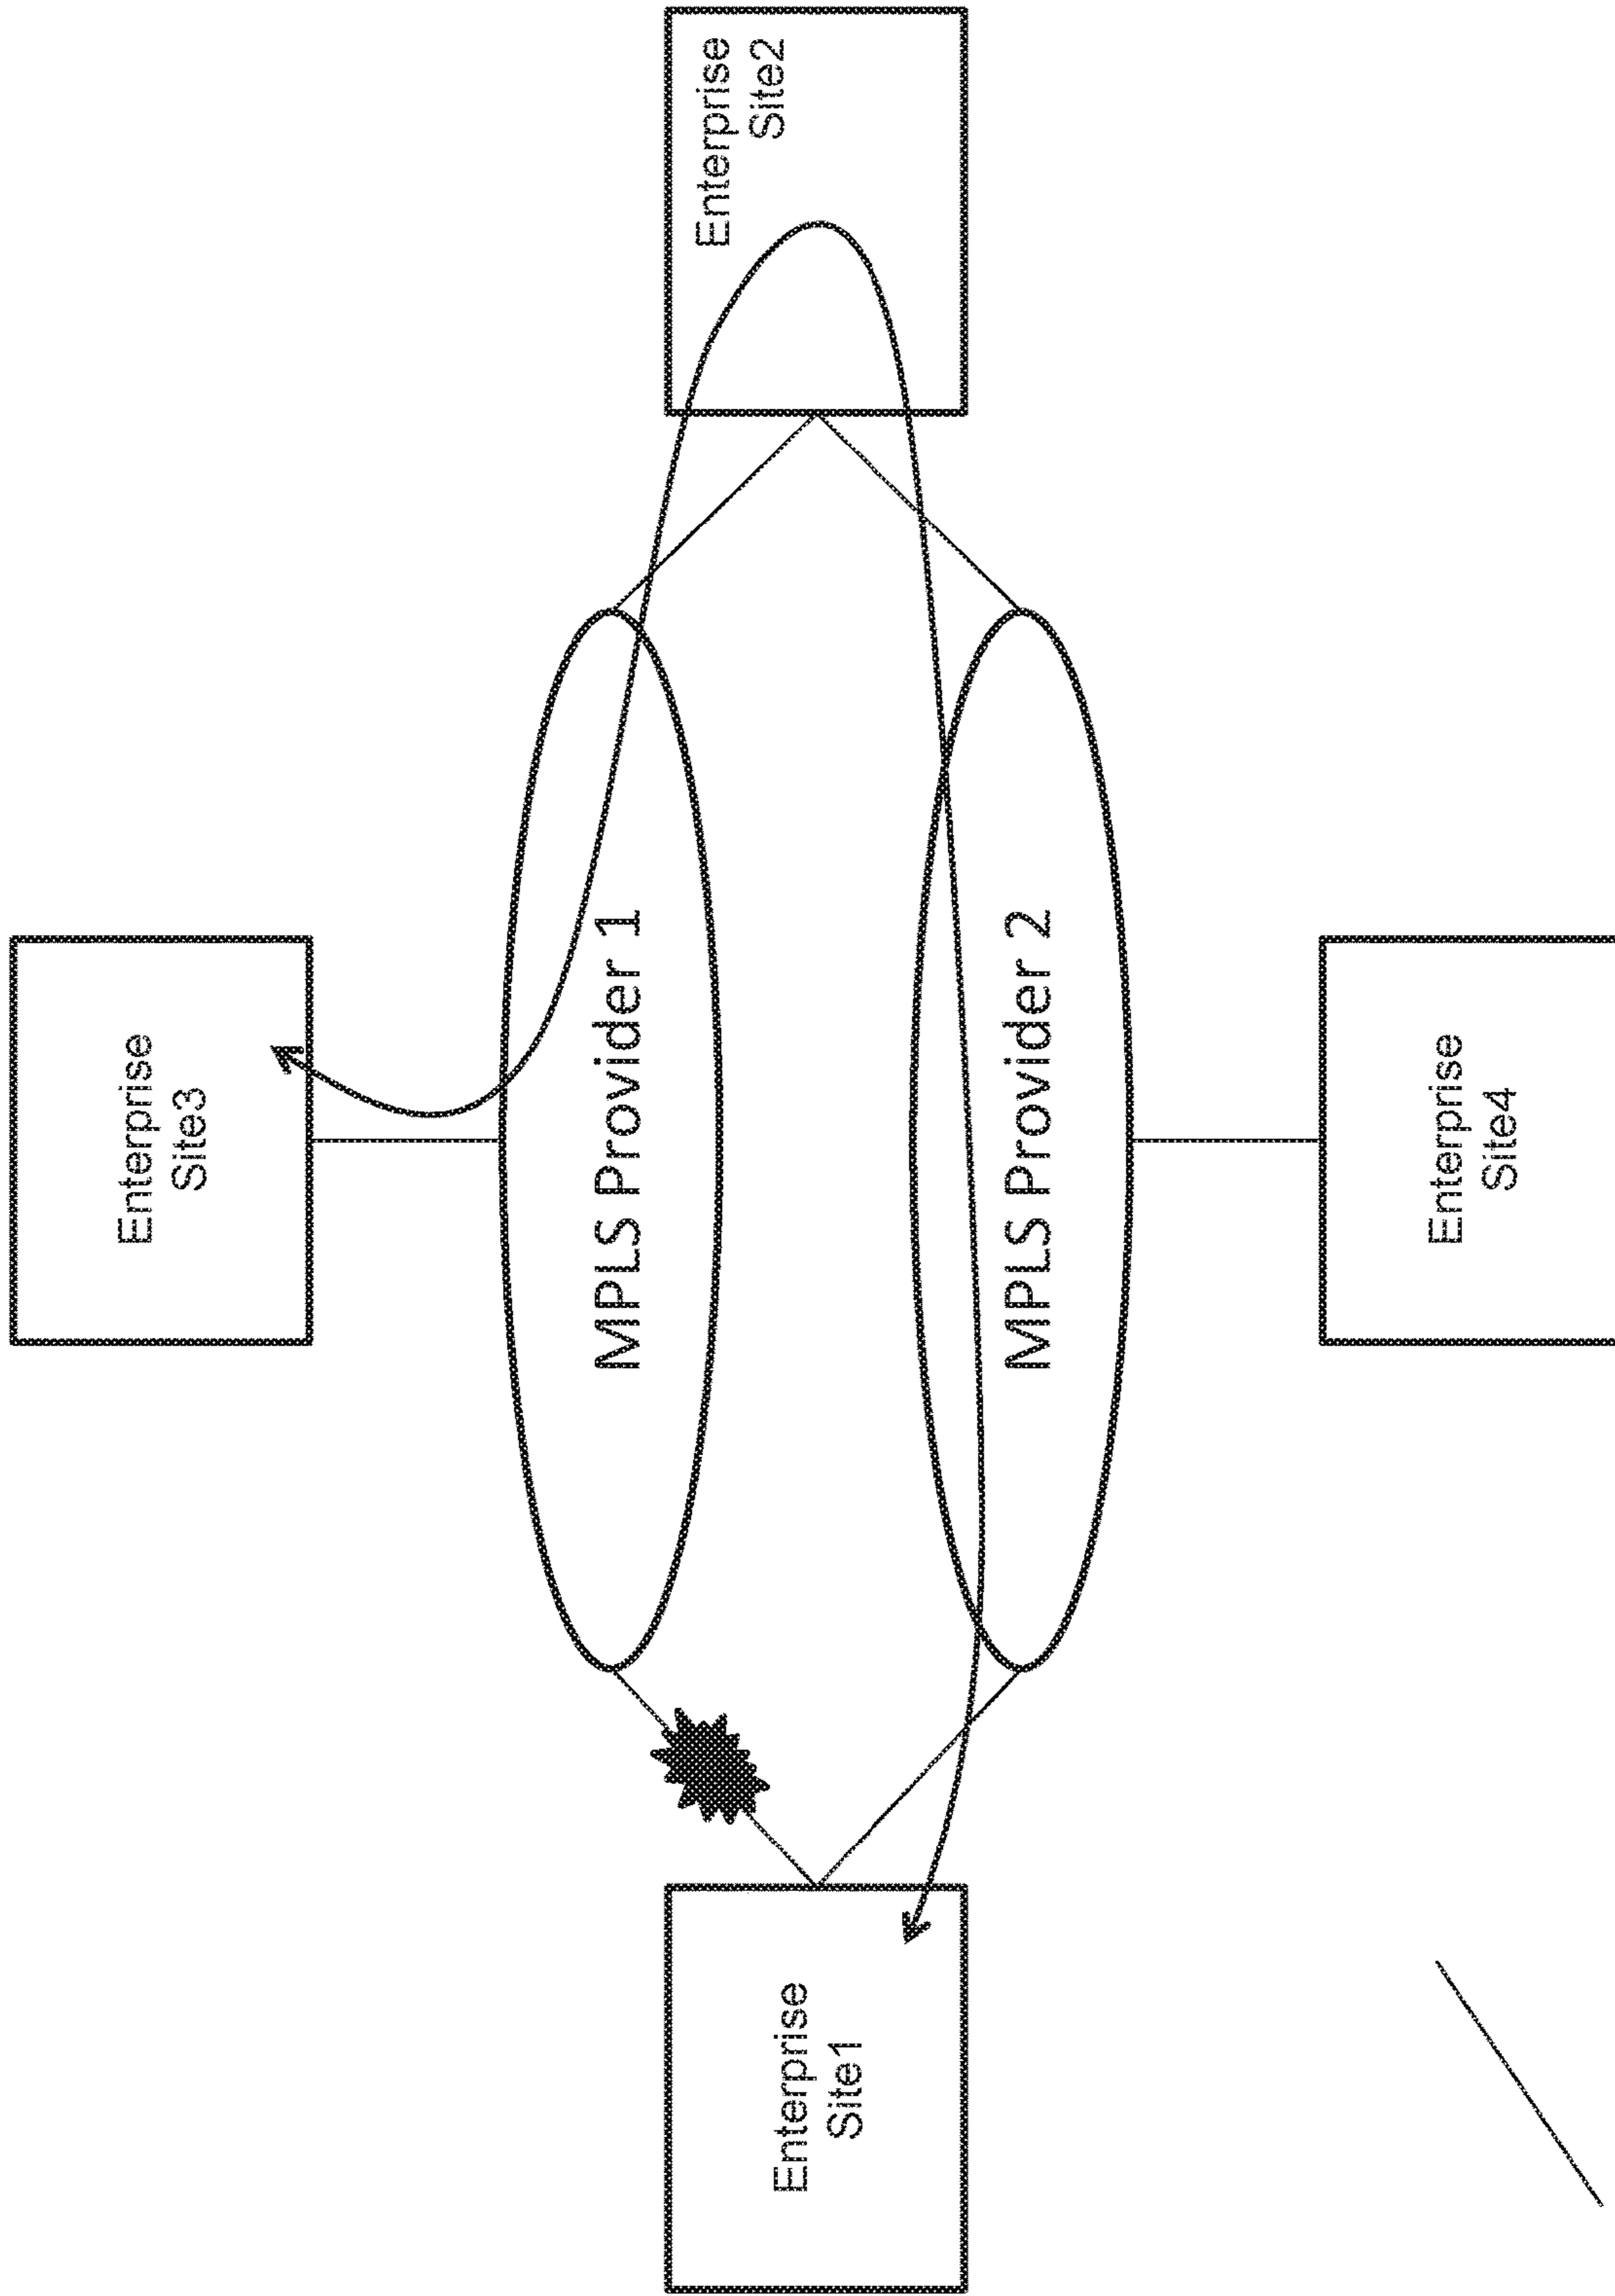 Enterprise
Site3
Enterprise
Site1
MPLS Provider 1
MPLS Provider 2
Enterprise
Site2
Enterprise
Site4